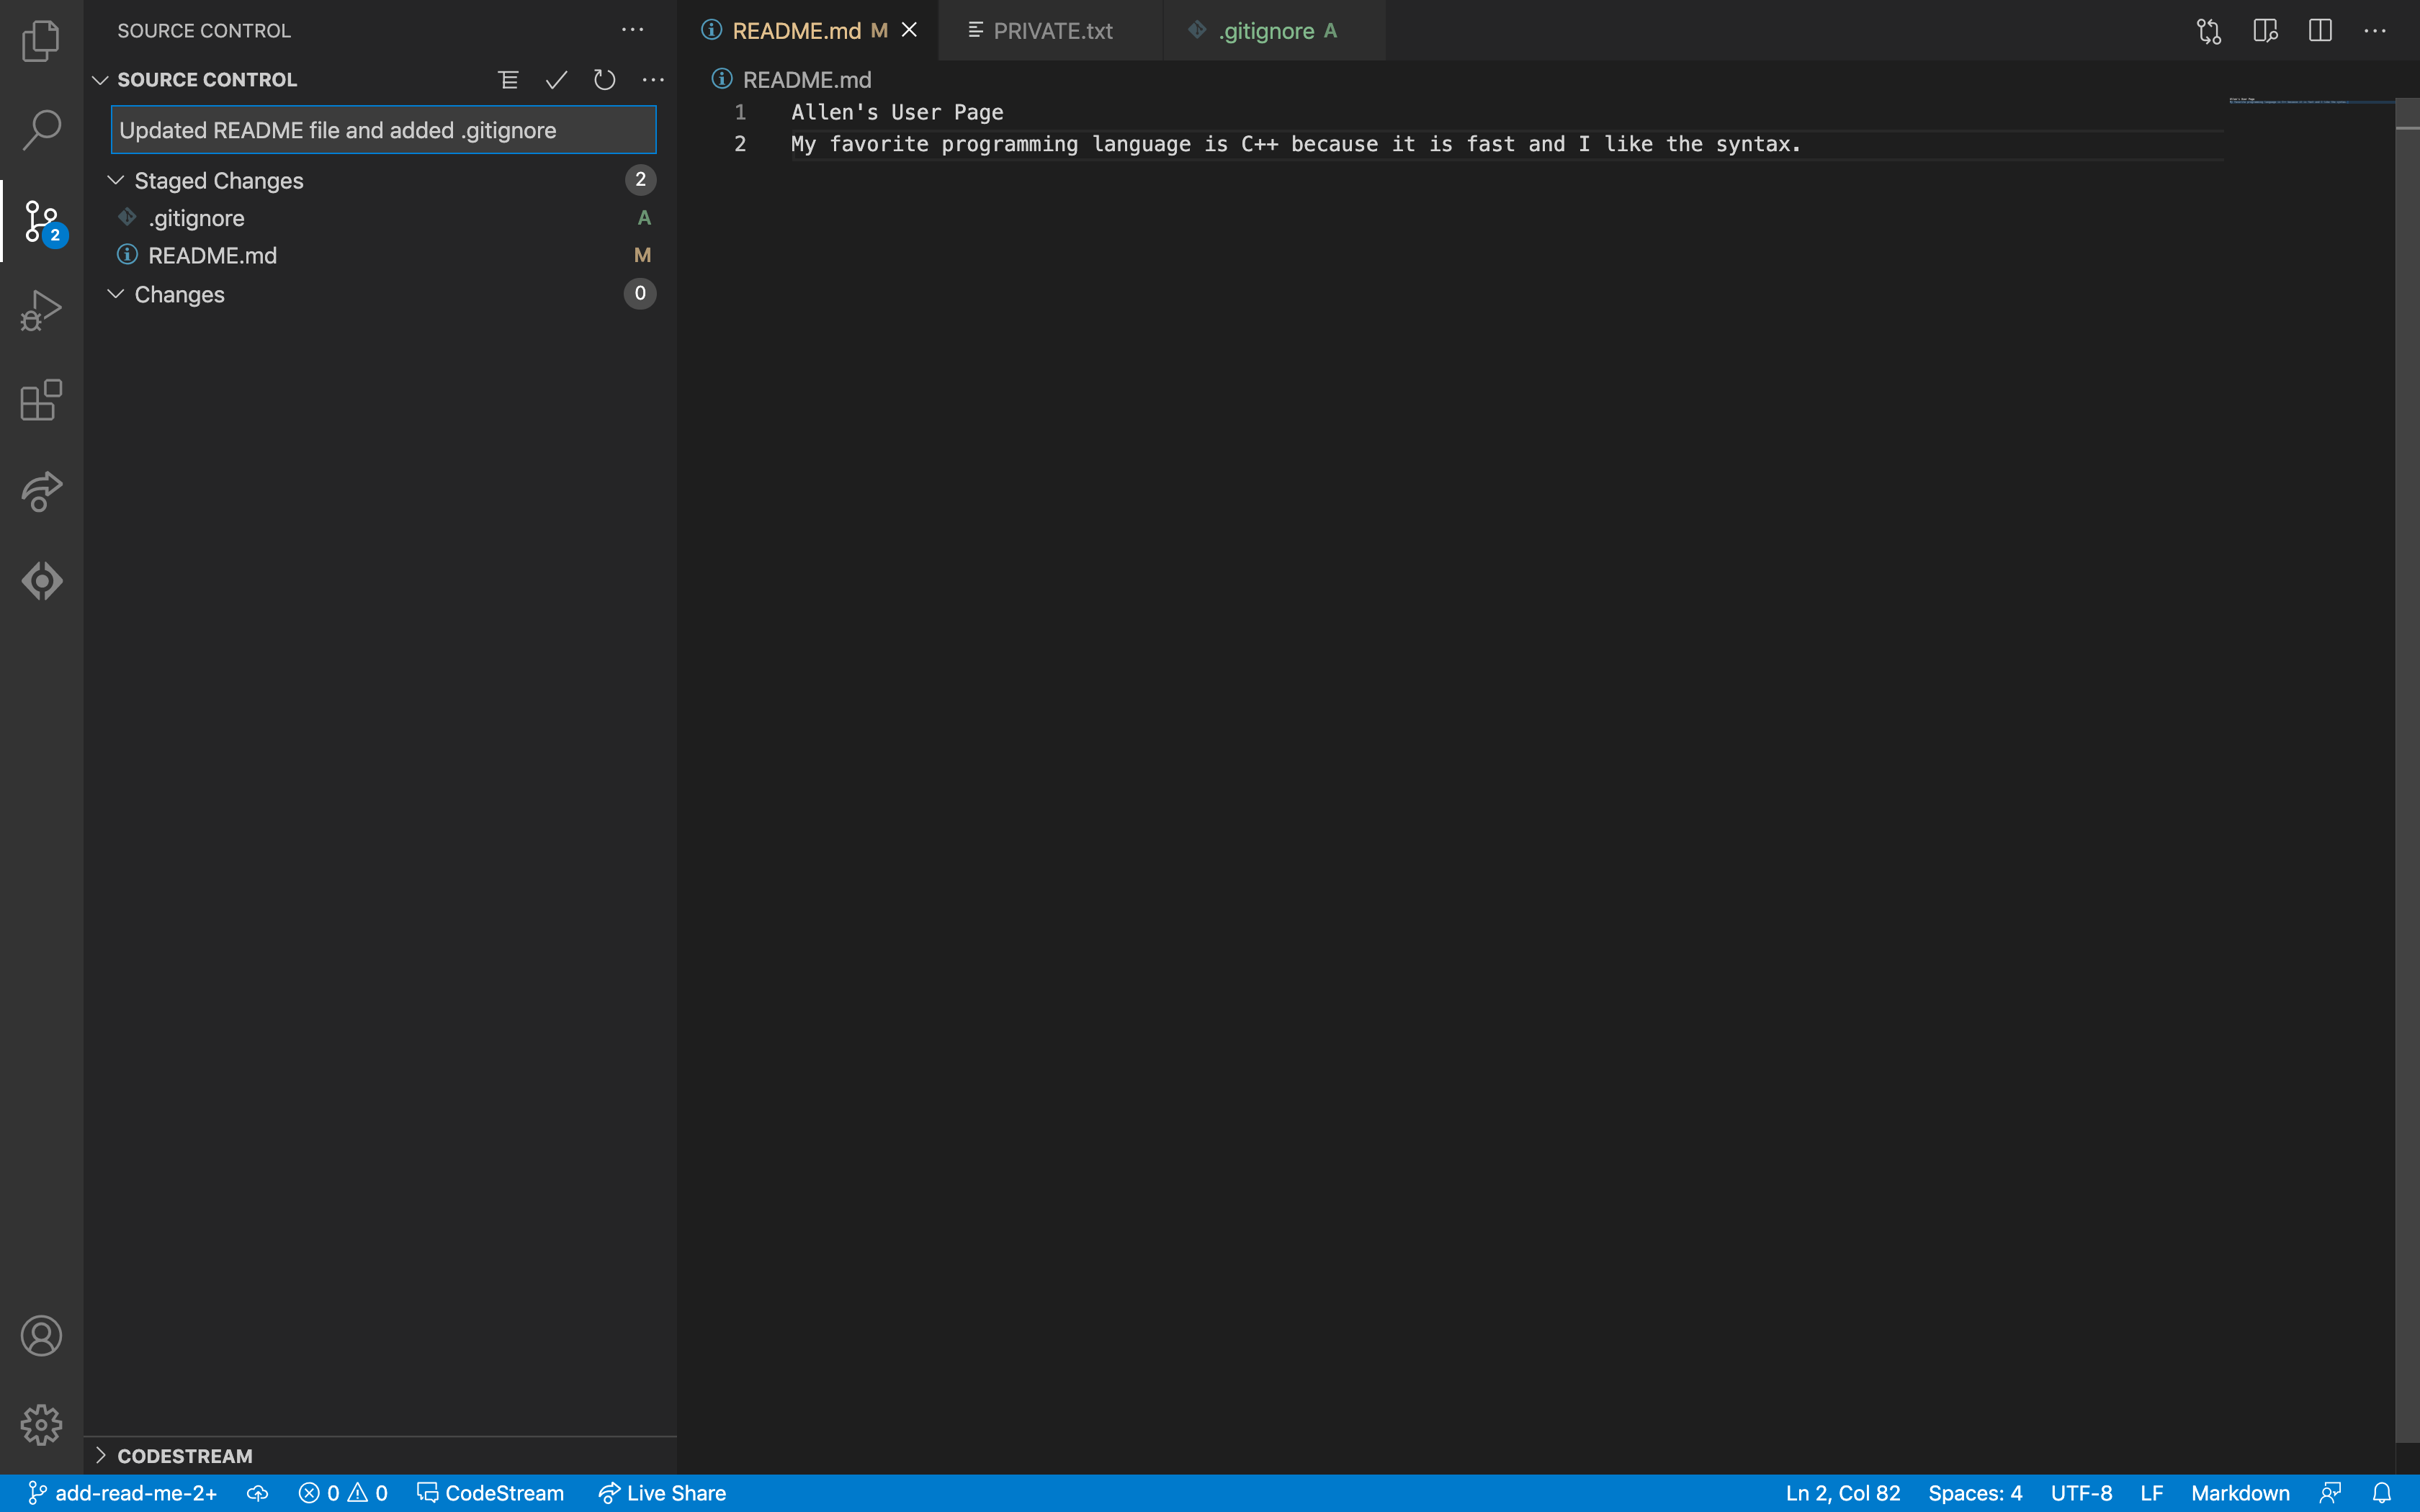 SOURCE CONTROL
SOURCE CONTROL
Updated README file and added .gitignore
Staged Changes 2
.gitignore A
README.md M
Changes 0
2
CODESTREAM
README.md M
PRIVATE.txt
.gitignore A
README.md
1 Allen's User Page
2 My favorite programming language is C++ because it is fast and I like the syntax.
add-read-me-2+ 0 0 CodeStream Live Share Ln 2, Col 82 Spaces: 4 UTF-8 LF Markdown